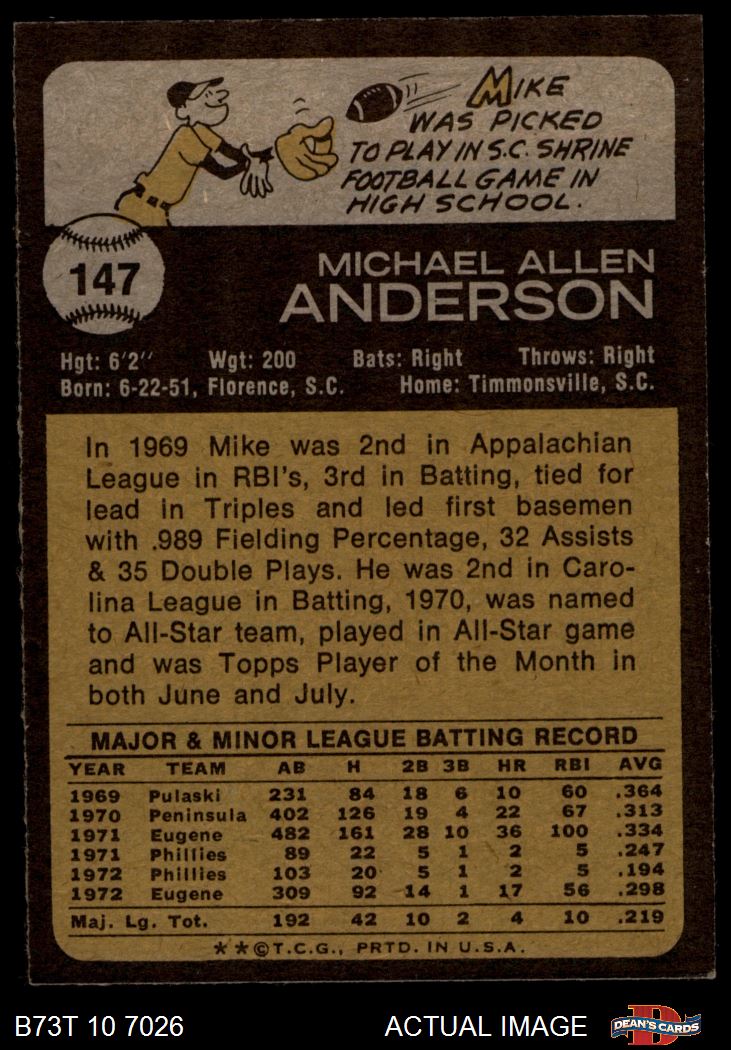 MIKE
WAS PICKED
TO PLAY IN S.C. SHRINE
FOOTBALL GAME IN
HIGH SCHOOL.
147
MICHAEL ALLEN
ANDERSON
Hgt: 6'2" Wgt: 200 Bats: Right Throws: Right
Born: 6-22-51, Florence, S.C. Home: Timmonsville, S.C.
In 1969 Mike was 2nd in Appalachian
League in RBI's, 3rd in Batting, tied for
lead in Triples and led first basemen
with .989 Fielding Percentage, 32 Assists
& 35 Double Plays. He was 2nd in Caro-
lina League in Batting, 1970, was named
to All-Star team, played in All-Star game
and was Topps Player of the Month in
both June and July.
MAJOR & MINOR LEAGUE BATTING RECORD
YEAR TEAM AB H 2B 3B HR RBI AVG
1969 Pulaski 231 84 18 6 10 60 .364
1970 Peninsula 402 126 19 4 22 67 .313
1971 Eugene 482 161 28 10 36 100 .334
1971 Phillies 89 22 5 1 2 5 .247
1972 Phillies 103 20 5 1 2 5 .194
1972 Eugene 309 92 14 1 17 56 .298
Maj. Lg. Tot. 192 42 10 2 4 10 .219
**©T.C.G., PRTD. IN U.S.A.
B73T 10 7026 ACTUAL IMAGE DEAN'S CARDS